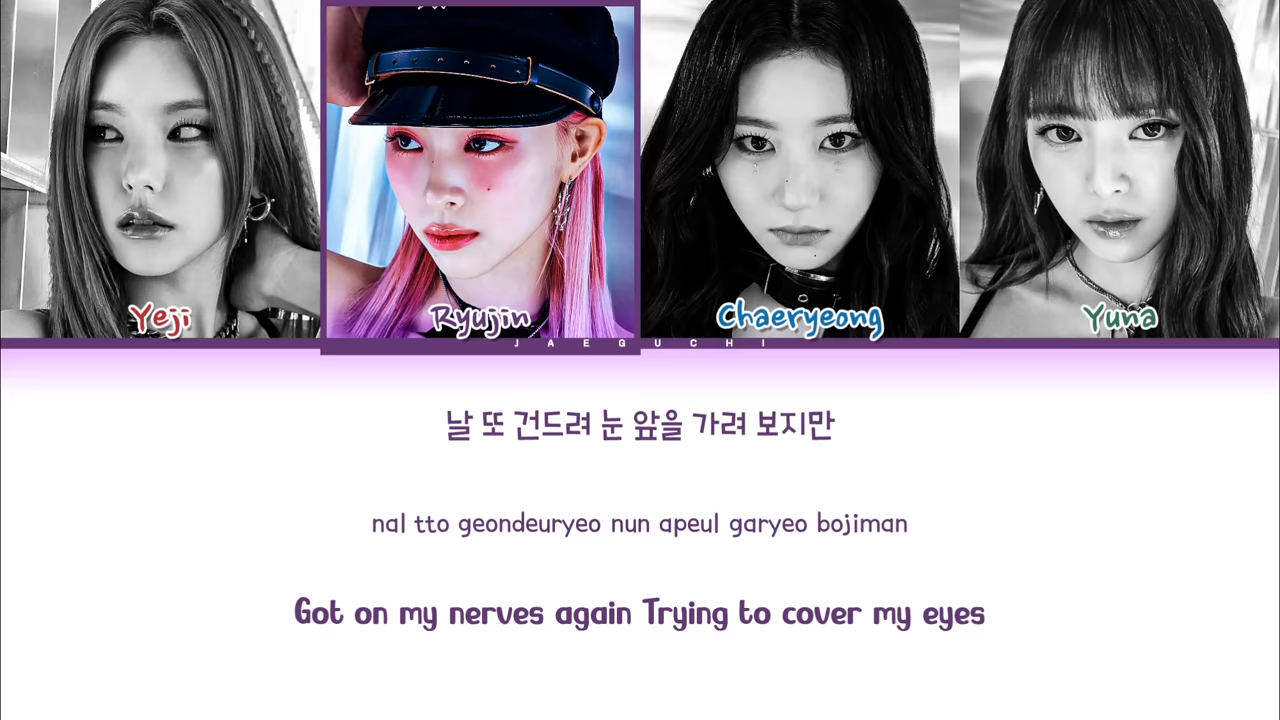 Yeji
Ryujin
Chaeryeong
Yuna
JAEGUCHI
날 또 건드려 눈 앞을 가려 보지만
nal tto geondeuryeo nun apeul garyeo bojiman
Got on my nerves again Trying to cover my eyes